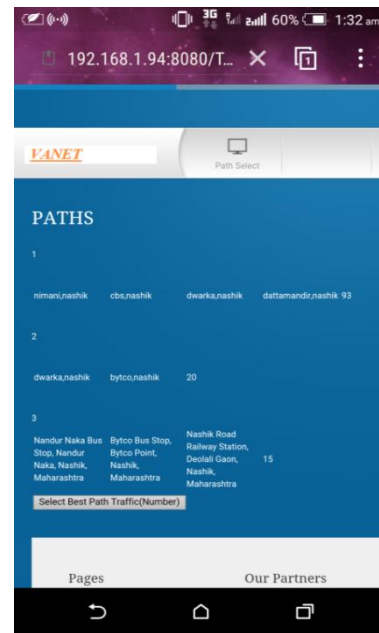 3G 60% 1:32 am
192.168.1.94:8080/T...
1
VANET
Path Select
PATHS
1
nimani,nashik cbs,nashik dwarka,nashik dattamandir,nashik 93
2
dwarka,nashik bytco,nashik 20
3
Nandur Naka Bus Stop, Nandur Naka, Nashik, Maharashtra
Bytco Bus Stop, Bytco Point, Nashik, Maharashtra
Nashik Road Railway Station, Deolali Gaon, Nashik, Maharashtra
15
Select Best Path Traffic(Number)
Pages Our Partners